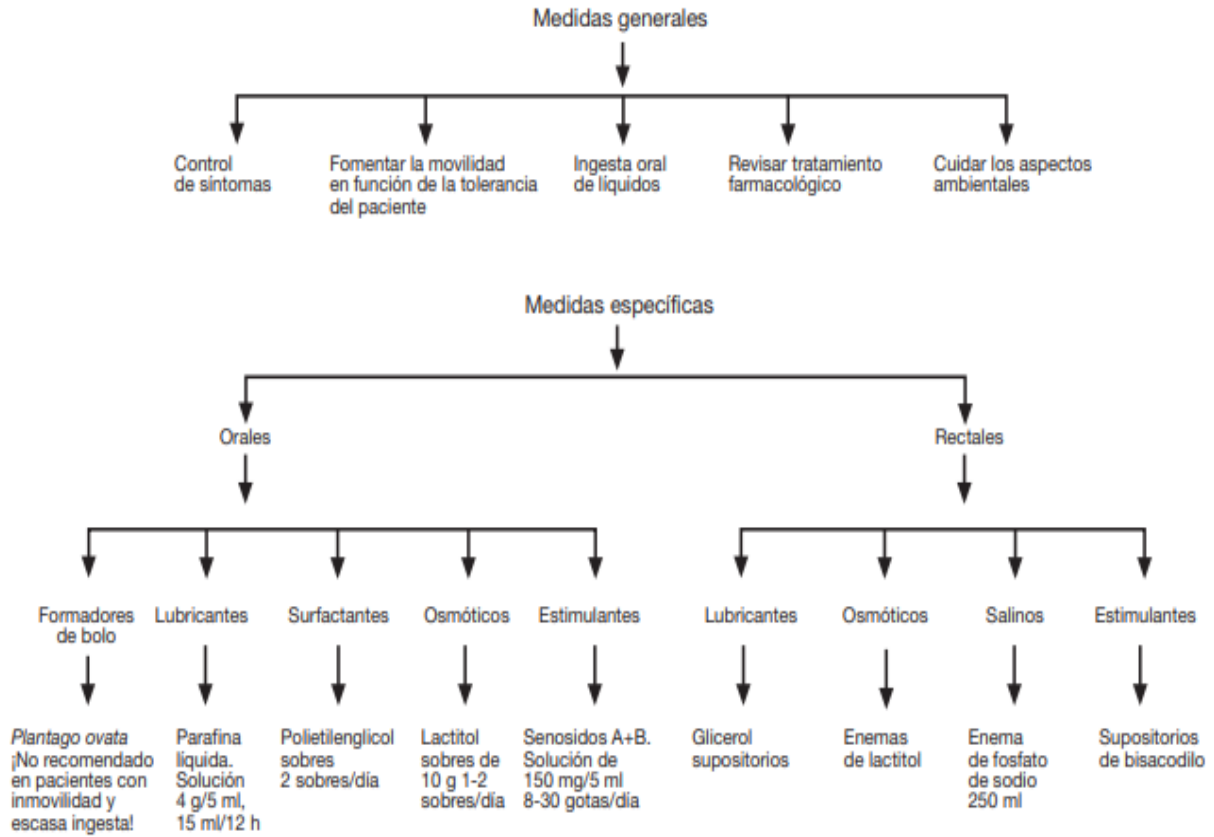 Medidas generales
Control
de síntomas
Fomentar la movilidad
en función de la tolerancia
del paciente
Ingesta oral
de líquidos
Revisar tratamiento
farmacológico
Cuidar los aspectos
ambientales
Medidas específicas
Orales
Rectales
Formadores
de bolo
Lubricantes
Surfactantes
Osmóticos
Estimulantes
Lubricantes
Osmóticos
Salinos
Estimulantes
Plantago ovata
¡No recomendado
en pacientes con
inmovilidad y
escasa ingesta!
Parafina
líquida.
Solución
4 g/5 ml,
15 ml/12 h
Polietilenglicol
sobres
2 sobres/día
Lactitol
sobres de
10 g 1-2
sobres/día
Senosidos A+B.
Solución de
150 mg/5 ml
8-30 gotas/día
Glicerol
supositorios
Enemas
de lactitol
Enema
de fosfato
de sodio
250 ml
Supositorios
de bisacodilo